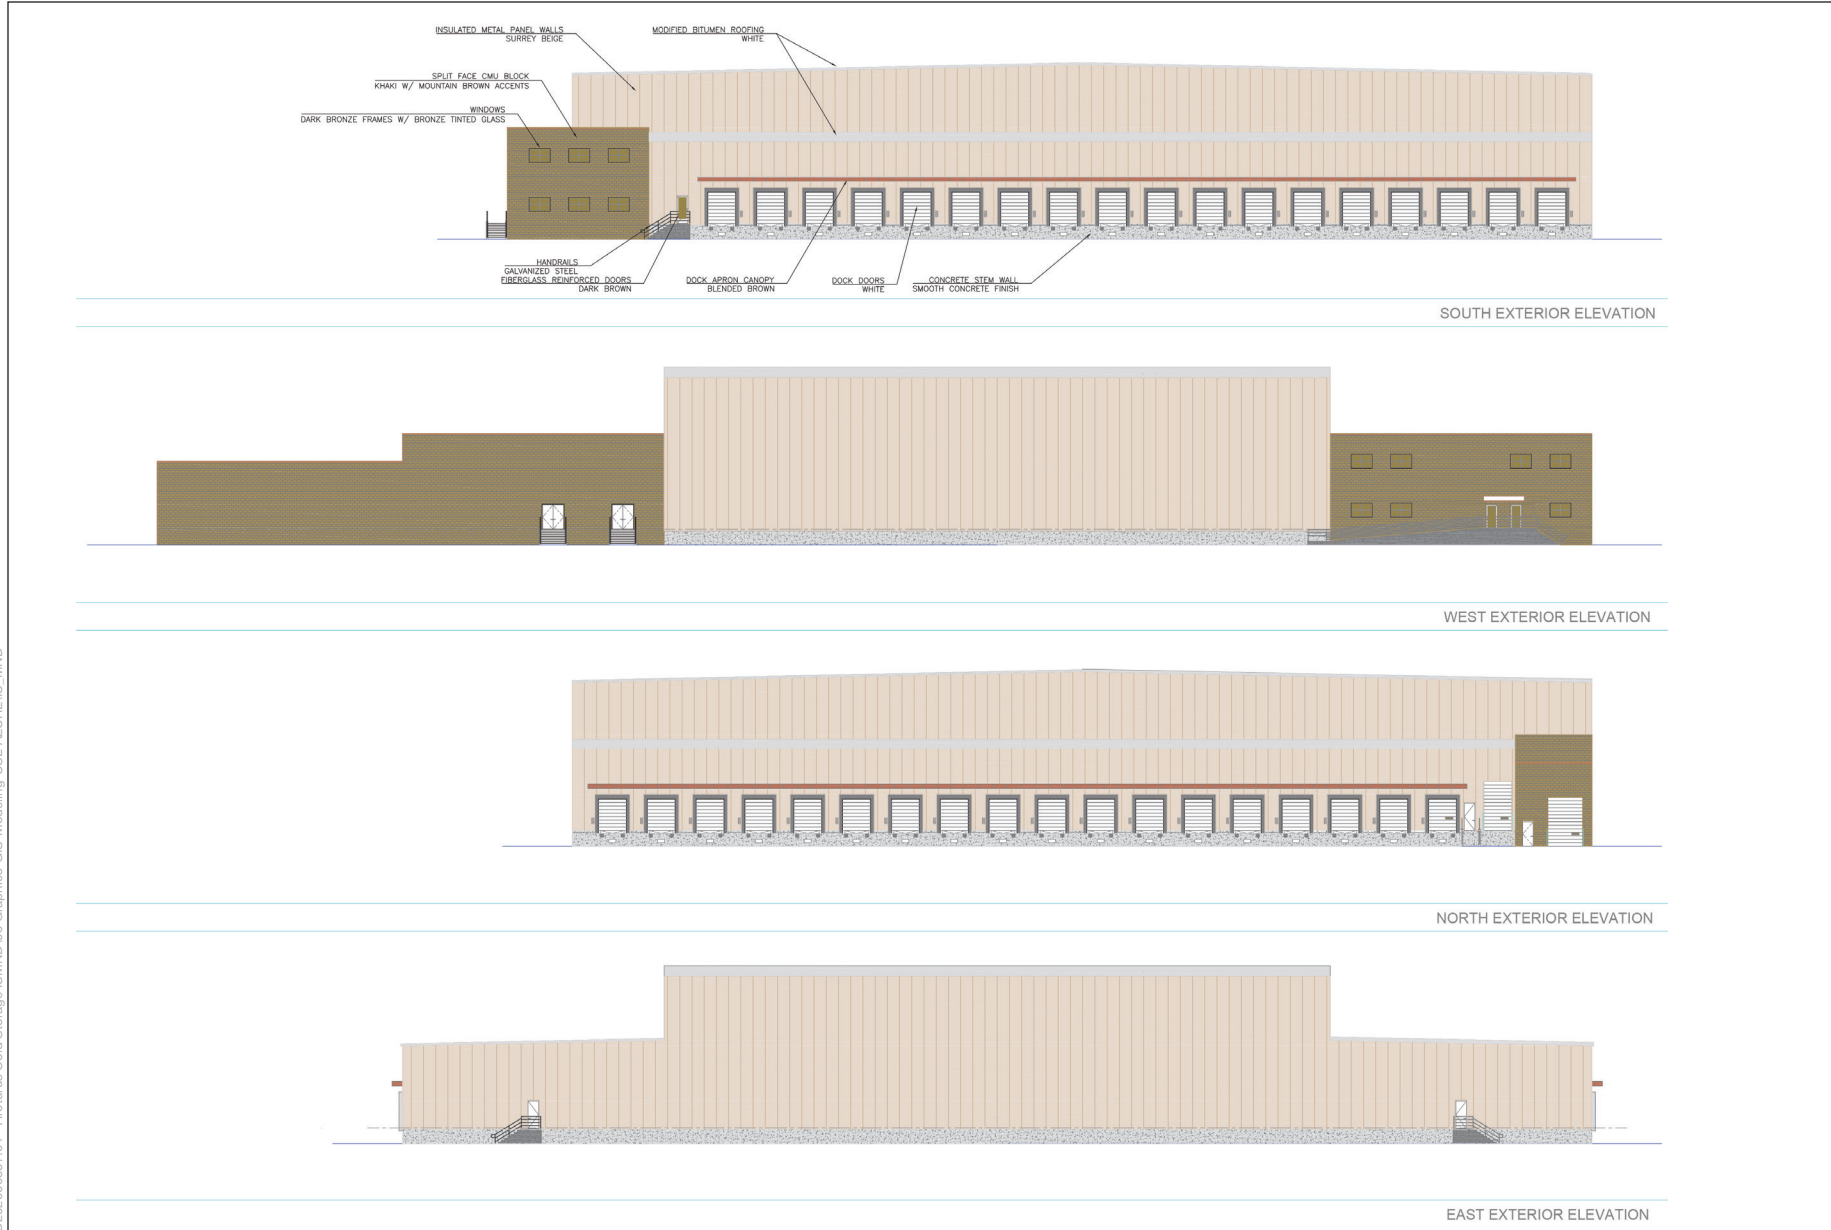 INSULATED METAL PANEL WALLS
SURREY BEIGE
MODIFIED BITUMEN ROOFING
WHITE
SPLIT FACE CMU BLOCK
KHAKI W/ MOUNTAIN BROWN ACCENTS
WINDOWS
DARK BRONZE FRAMES W/ BRONZE TINTED GLASS
HANDRAILS
GALVANIZED STEEL
FIBERGLASS REINFORCED DOORS
DARK BROWN
DOCK APRON CANOPY
BLENDED BROWN
DOCK DOORS
WHITE
CONCRETE STEM WALL
SMOOTH CONCRETE FINISH
SOUTH EXTERIOR ELEVATION
WEST EXTERIOR ELEVATION
NORTH EXTERIOR ELEVATION
EAST EXTERIOR ELEVATION